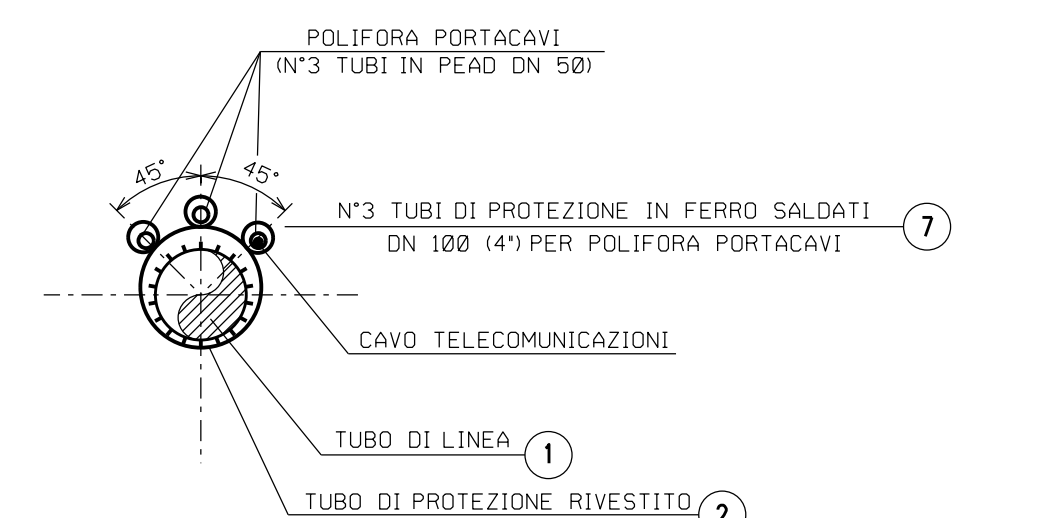 POLIFORA PORTACAVI
(N°3 TUBI IN PEAD DN 50)
45°
45°
N°3 TUBI DI PROTEZIONE IN FERRO SALDATI
7
DN 100 (4") PER POLIFORA PORTACAVI
CAVO TELECOMUNICAZIONI
TUBO DI LINEA
1
TUBO DI PROTEZIONE RIVESTITO
2